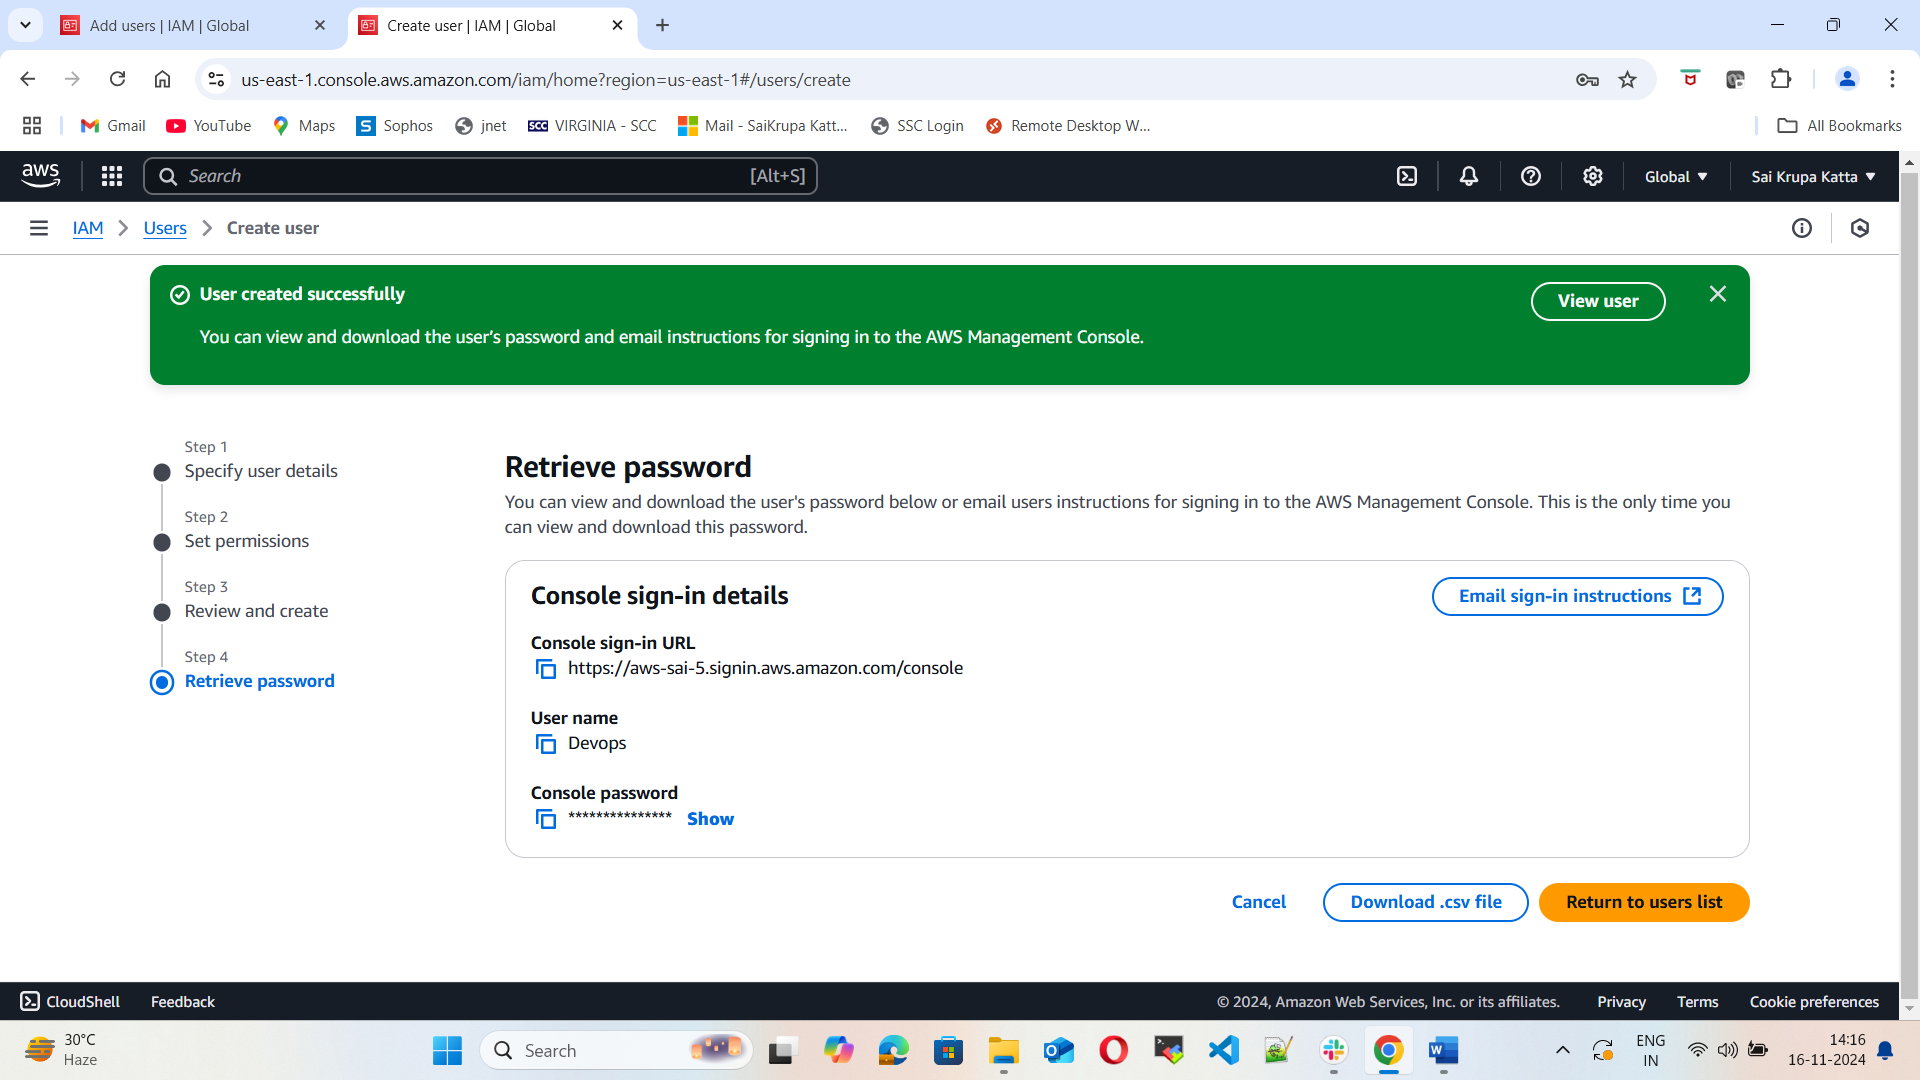 Add users | IAM | Global
Create user | IAM | Global
us-east-1.console.aws.amazon.com/iam/home?region=us-east-1#/users/create
Gmail
YouTube
Maps
S Sophos
jnet
SCC VIRGINIA - SCC
Mail - SaiKrupa Katt...
SSC Login
Remote Desktop W...
All Bookmarks
aws
Search
[Alt+S]
Global
Sai Krupa Katta
IAM
Users
Create user
User created successfully
View user
You can view and download the user’s password and email instructions for signing in to the AWS Management Console.
Step 1
Specify user details
Step 2
Set permissions
Step 3
Review and create
Step 4
Retrieve password
Retrieve password
You can view and download the user's password below or email users instructions for signing in to the AWS Management Console. This is the only time you
can view and download this password.
Console sign-in details
Email sign-in instructions
Console sign-in URL
https://aws-sai-5.signin.aws.amazon.com/console
User name
Devops
Console password
*************** Show
Cancel
Download .csv file
Return to users list
CloudShell
Feedback
© 2024, Amazon Web Services, Inc. or its affiliates.
Privacy
Terms
Cookie preferences
30°C
Haze
Search
ENG
IN
14:16
16-11-2024